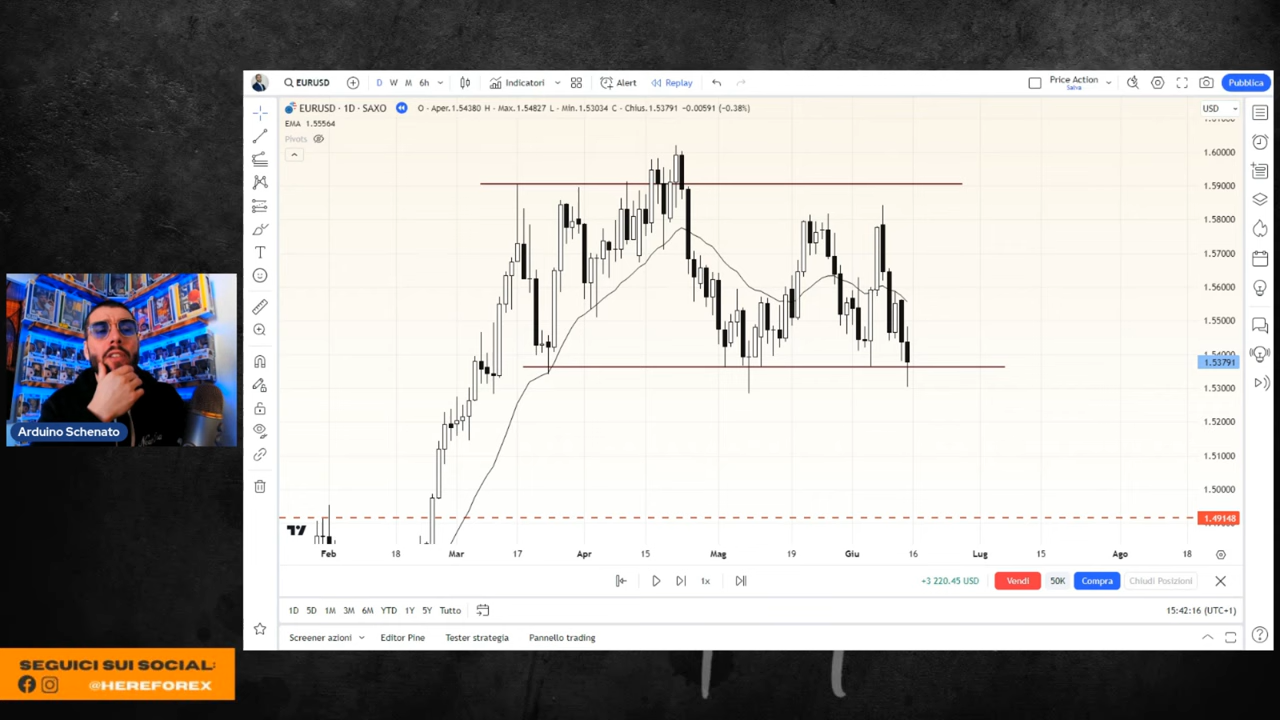 EURUSD
D W M 6h
Indicatori
Alert
Replay
Price Action
Salva
Pubblica
EURUSD · 1D · SAXO
O - Aper.1.54380 H - Max.1.54827 L - Min.1.53034 C - Chius.1.53791 -0.00591 (-0.38%)
USD
EMA 1.55564
Pivots
1.60000
1.59000
1.58000
1.57000
1.56000
1.55000
1.53791
1.53000
1.52000
1.51000
1.50000
1.49148
Arduino Schenato
Feb 18 Mar 17 Apr 15 Mag 19 Giu 16 Lug 15 Ago 18
1x
+3 220.45 USD
Vendi
50K
Compra
Chiudi Posizioni
1D 5D 1M 3M 6M YTD 1Y 5Y Tutto
15:42:16 (UTC+1)
Screener azioni
Editor Pine
Tester strategia
Pannello trading
SEGUICI SUI SOCIAL:
@HEREFOREX